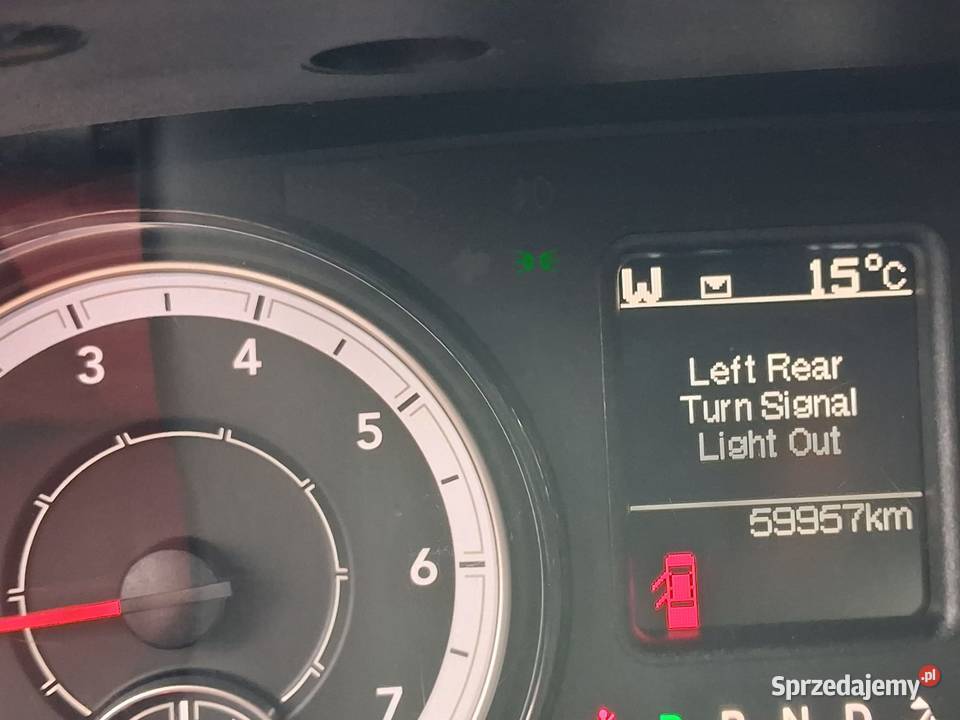 W 15°C
3 4
Left Rear
Turn Signal
5
Light Out
59957km
6
7
Sprzedajemy.pl
P R N D